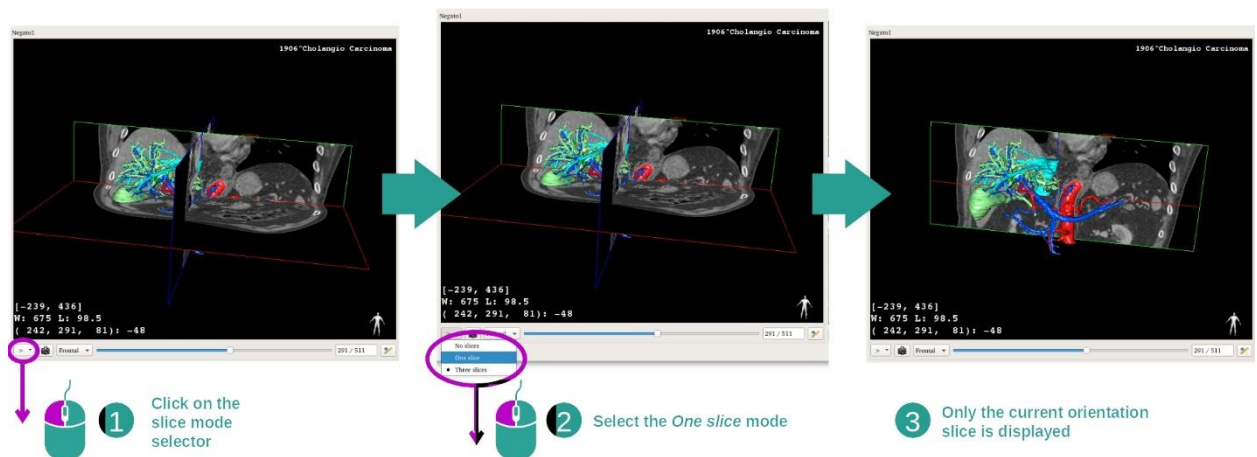 Negato1
1906^Cholangio Carcinoma
[-239, 436]
W: 675 L: 98.5
( 242, 291, 81): -48
Frontal
291 / 511
1
Click on the
slice mode
selector
Negato1
1906^Cholangio Carcinoma
[-239, 436]
W: 675 L: 98.5
( 242, 291, 81): -48
291 / 511
No slices
One slice
Three slices
2
Select the One slice mode
Negato1
1906^Cholangio Carcinoma
[-239, 436]
W: 675 L: 98.5
( 242, 291, 81): -48
Frontal
291 / 511
3
Only the current orientation
slice is displayed